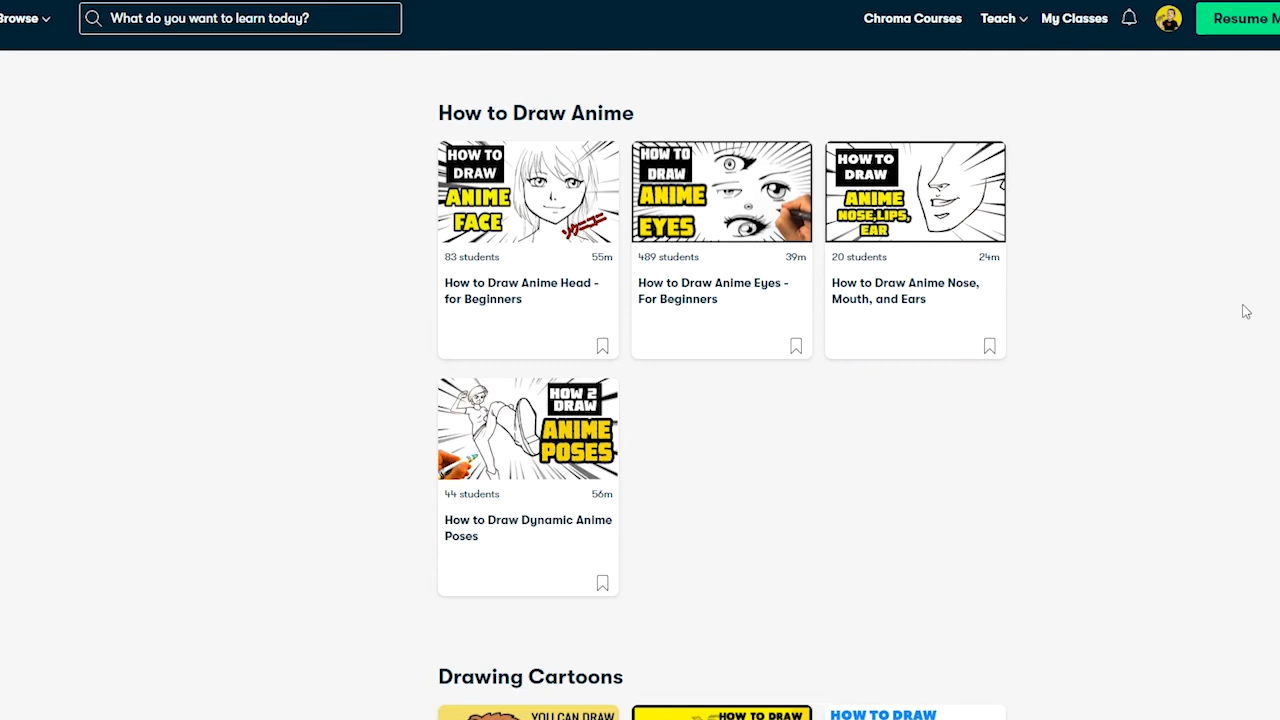 Browse
What do you want to learn today?
Chroma Courses
Teach
My Classes
Resume M
How to Draw Anime
HOW TO
DRAW
ANIME
FACE
83 students
55m
How to Draw Anime Head -
for Beginners
HOW TO
DRAW
ANIME
EYES
489 students
39m
How to Draw Anime Eyes -
For Beginners
HOW TO
DRAW
ANIME
NOSE,LIPS,
EAR
20 students
24m
How to Draw Anime Nose,
Mouth, and Ears
HOW 2
DRAW
ANIME
POSES
44 students
56m
How to Draw Dynamic Anime
Poses
Drawing Cartoons
YOU CAN DRAW
HOW TO DRAW
HOW TO DRAW